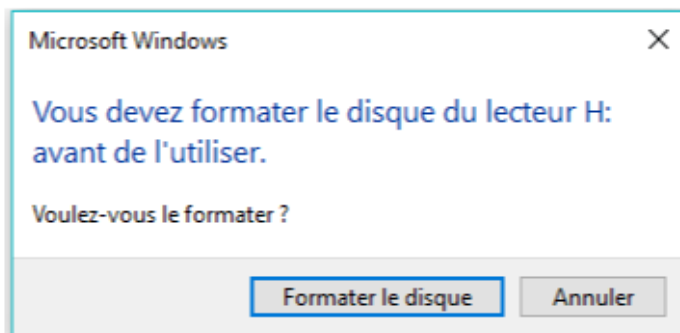 Microsoft Windows
Vous devez formater le disque du lecteur H:
avant de l'utiliser.
Voulez-vous le formater ?
Formater le disque
Annuler